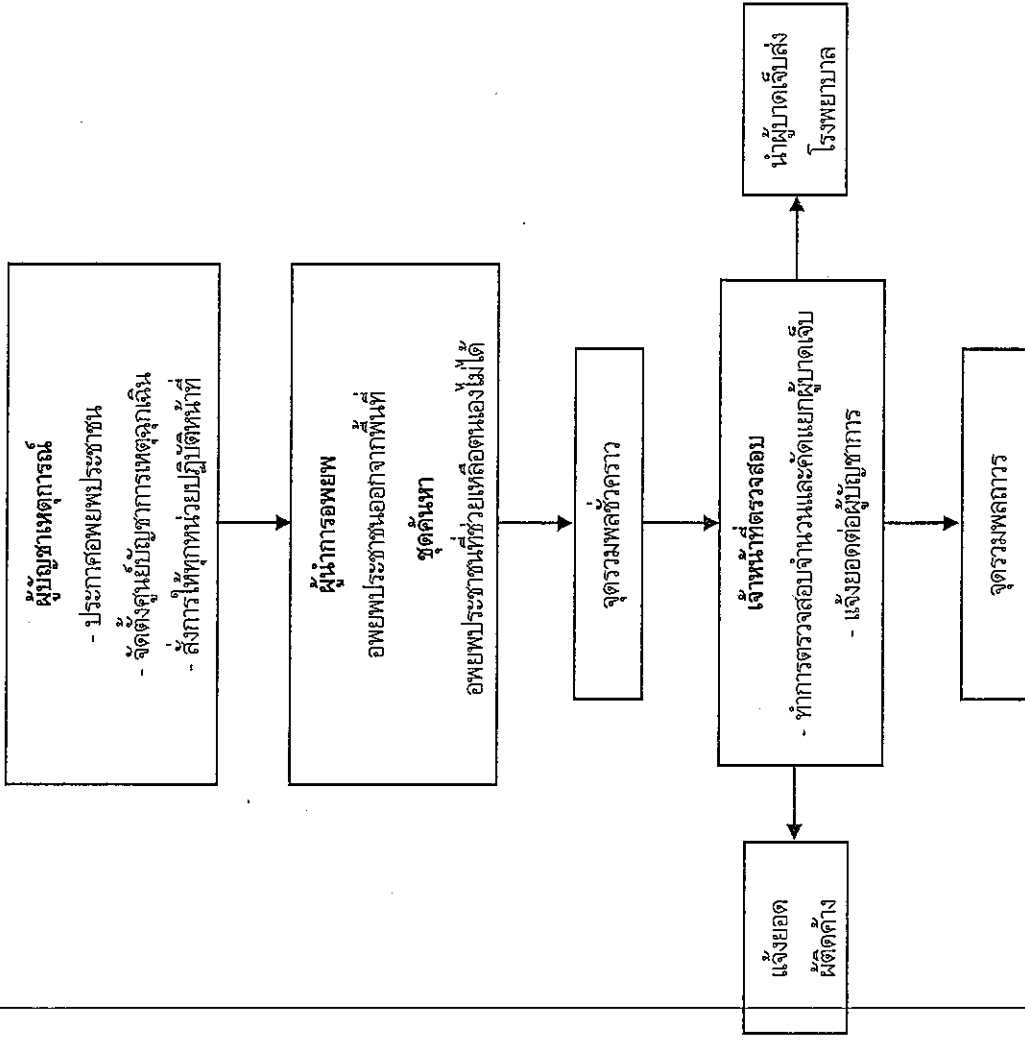 ผู้บัญชาเหตุการณ์
- ประกาศอพยพประชาชน
- จัดตั้งศูนย์บัญชาการเหตุฉุกเฉิน
- สั่งการให้ทุกหน่วยปฏิบัติหน้าที่
ผู้นำการอพยพ
อพยพประชาชนออกจากพื้นที่
ชุดค้นหา
อพยพประชาชนที่ช่วยเหลือตนเองไม่ได้
จุดรวมพลชั่วคราว
เจ้าหน้าที่ตรวจสอบ
- ทำการตรวจสอบจำนวนและคัดแยกผู้บาดเจ็บ
- แจ้งยอดต่อผู้บัญชาการ
แจ้งยอด
ผู้ติดค้าง
นำผู้บาดเจ็บส่ง
โรงพยาบาล
จุดรวมพลถาวร